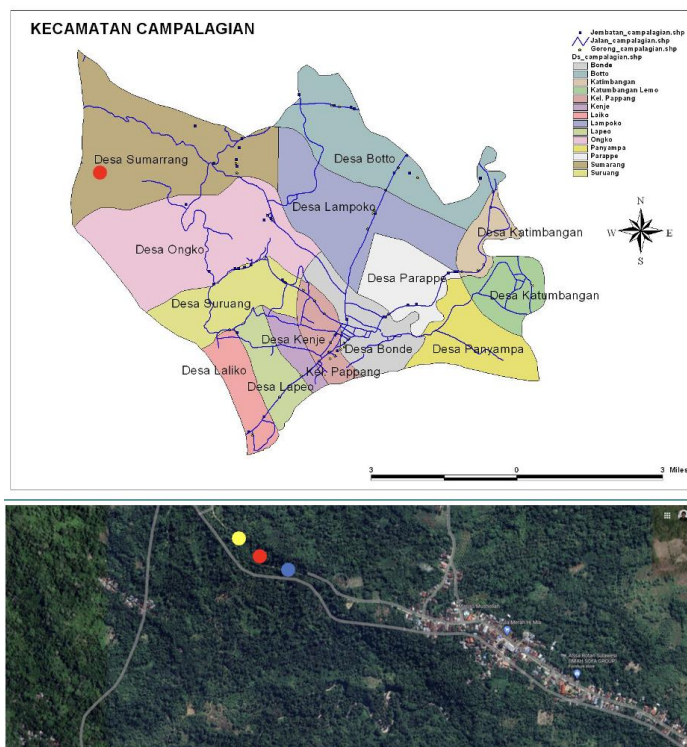 KECAMATAN CAMPALAGIAN
Jembatan_campalagian.shp
Jalan_campalagian.shp
Gorong_campalagian.shp
Ds_campalagian.shp
Bonde
Botto
Katimbangan
Katumbangan Lemo
Kel. Pappang
Kenje
Laliko
Lampoko
Lapeo
Ongko
Panyampa
Parappe
Sumarang
Suruang
Desa Sumarrang
Desa Botto
Desa Lampoko
Desa Katimbangan
Desa Ongko
Desa Parappe
Desa Suruang
Desa Katumbangan
Desa Kenje
Desa Bonde
Desa Panyampa
Desa Laliko
Kel. Pappang
Desa Lapeo
N
W E
S
3 0 3 Miles